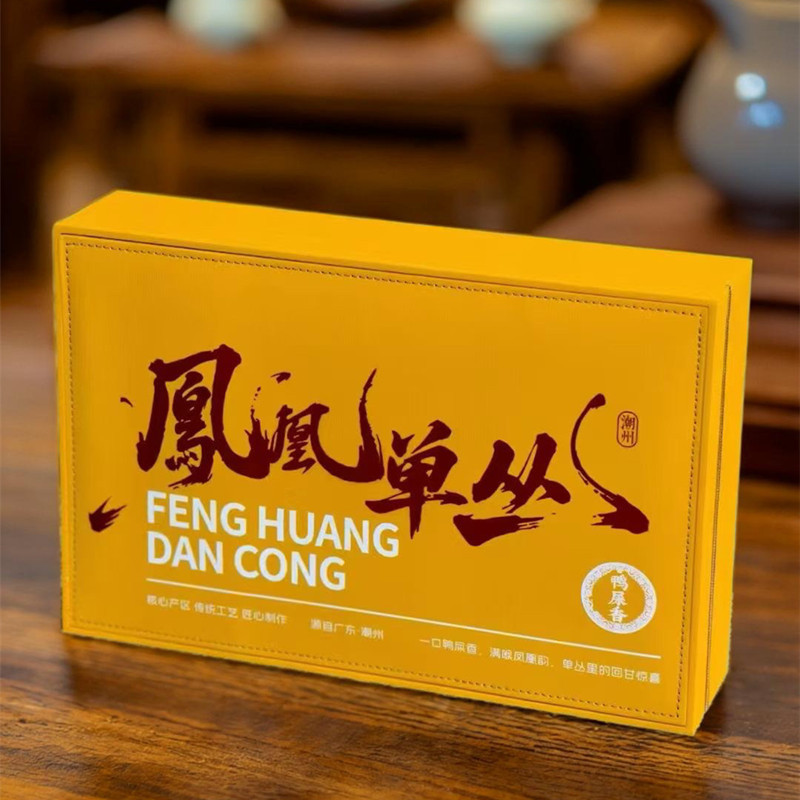 鳳凰单丛
潮州
FENG HUANG
DAN CONG
鸭屎香
核心产区 传统工艺 匠心制作
源自广东·潮州
一口鸭屎香，满嘴凤凰韵，单丛里的回甘惊喜